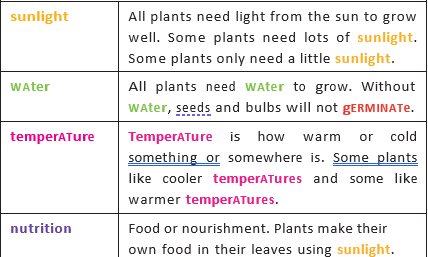 sunlight
All plants need light from the sun to grow
well. Some plants need lots of sunlight.
Some plants only need a little sunlight.
wAter
All plants need wAter to grow. Without
wAter, seeds and bulbs will not gERMINATe.
temperATure
TemperATure is how warm or cold
something or somewhere is. Some plants
like cooler temperATures and some like
warmer temperATures.
nutrition
Food or nourishment. Plants make their
own food in their leaves using sunlight.